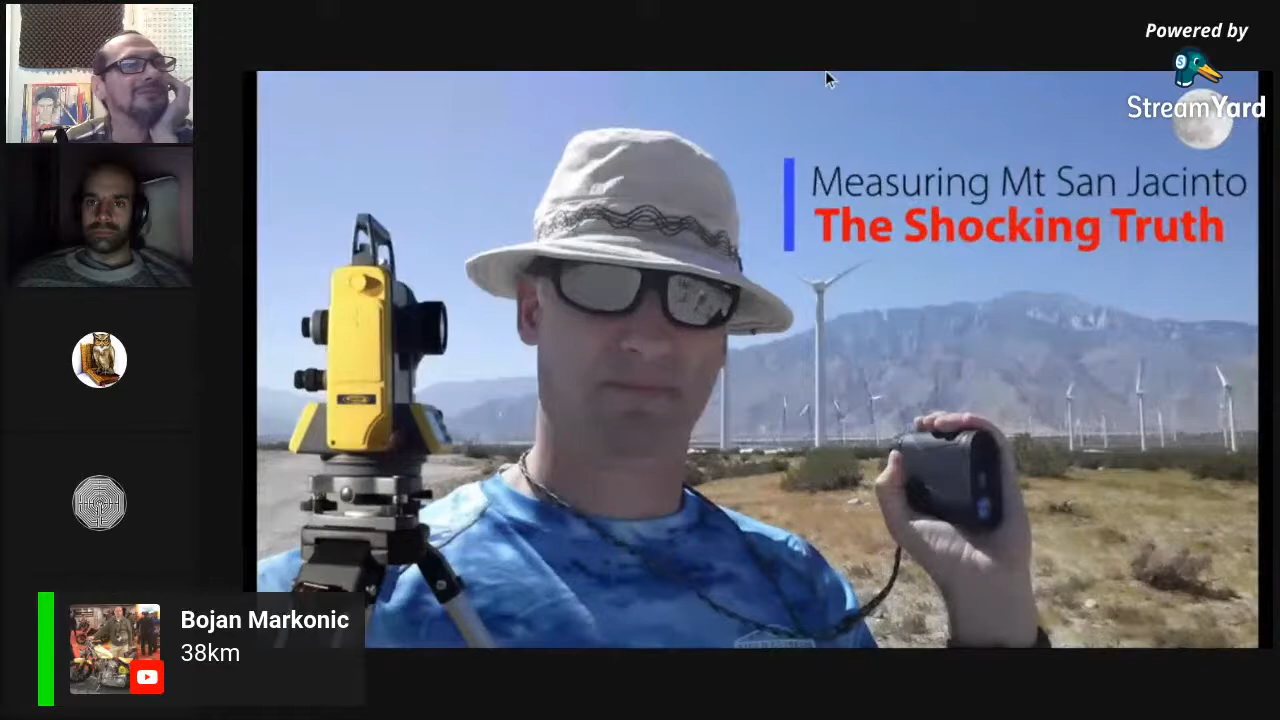 Powered by
StreamYard
Measuring Mt San Jacinto
The Shocking Truth
Bojan Markonic
38km